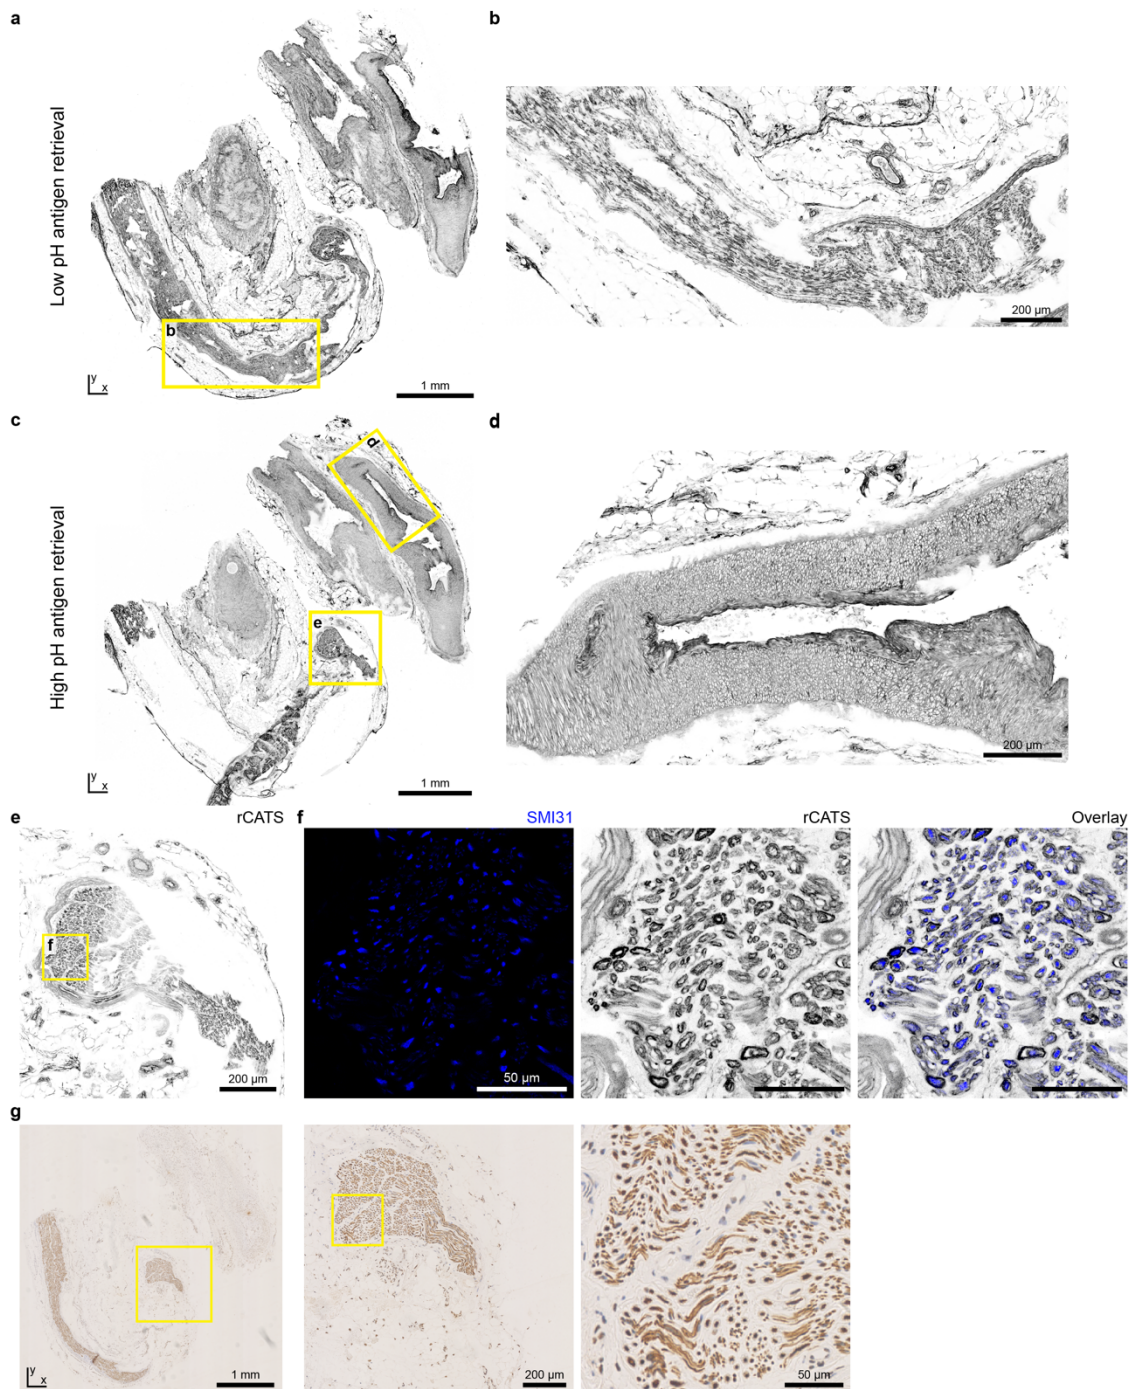 a
b
Low pH antigen retrieval
b
200 µm
y
x
1 mm
c
d
High pH antigen retrieval
d
e
200 µm
y
x
1 mm
e
rCATS
f
SMI31
rCATS
Overlay
f
200 µm
50 µm
g
y
x
1 mm
200 µm
50 µm